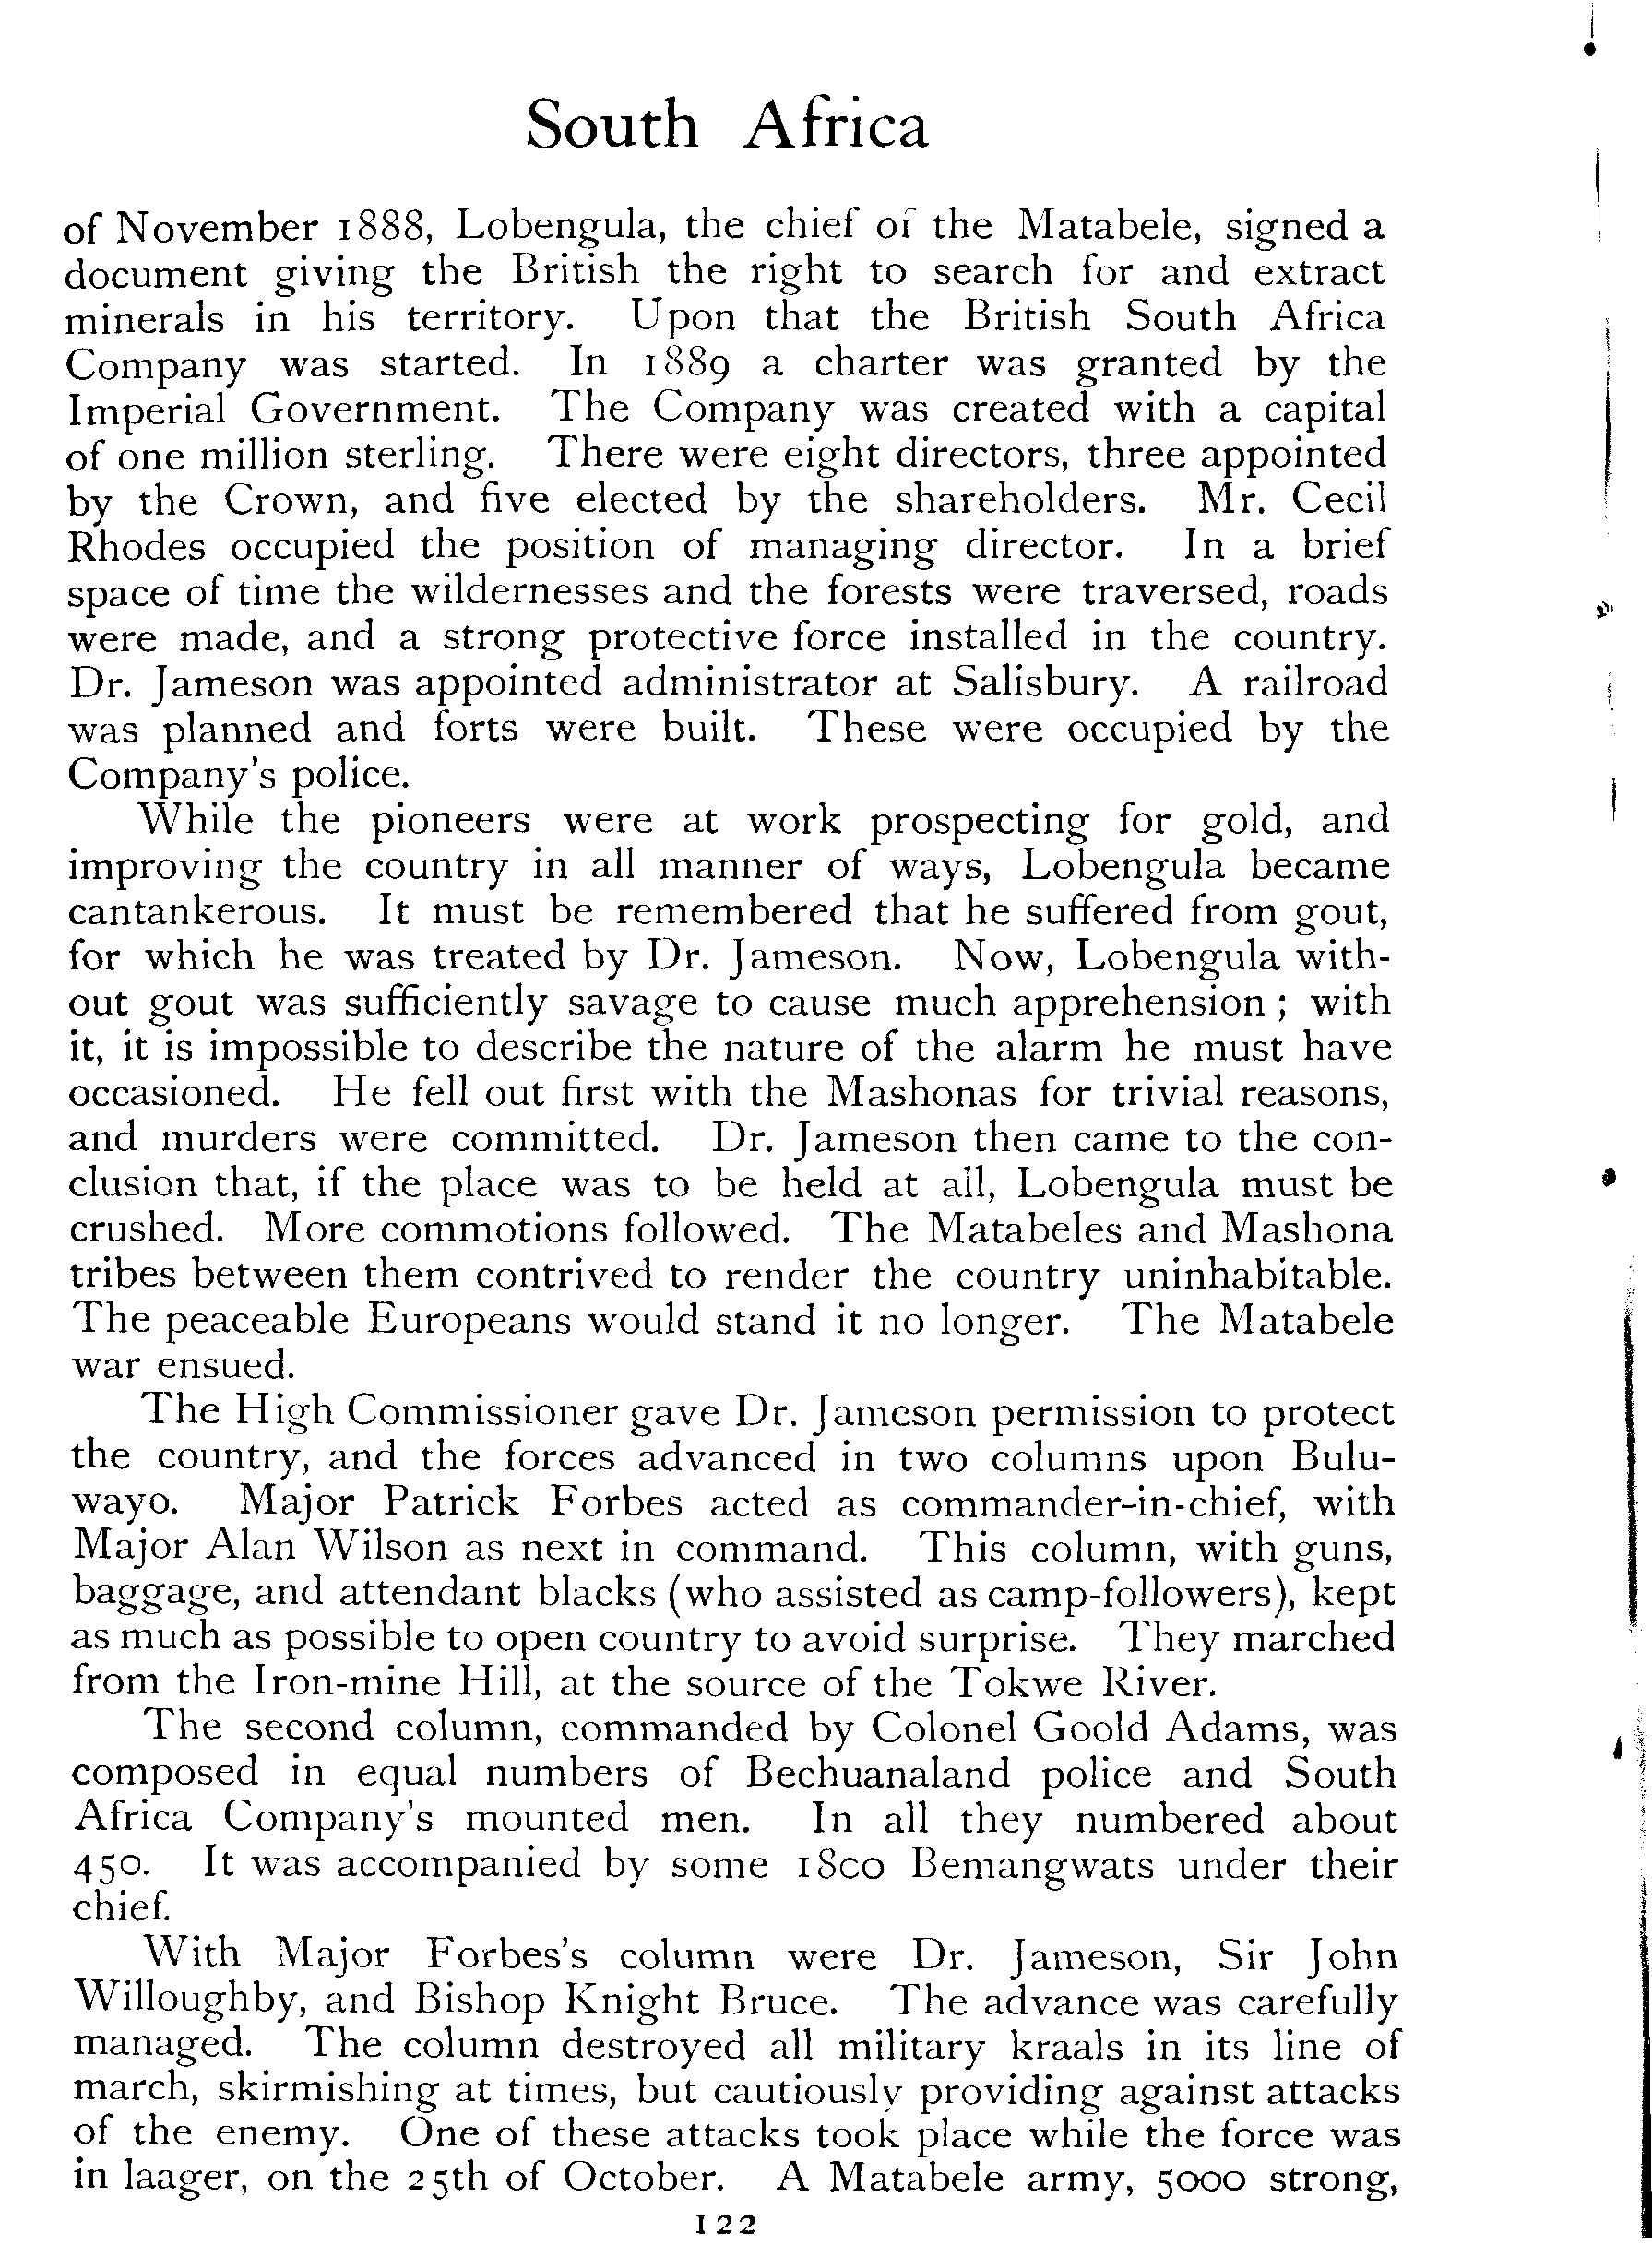 South Africa
of November 1888, Lobengula, the chief of the Matabele, signed a
document giving the British the right to search for and extract
minerals in his territory. Upon that the British South Africa
Company was started. In 1889 a charter was granted by the
Imperial Government. The Company was created with a capital
of one million sterling. There were eight directors, three appointed
by the Crown, and five elected by the shareholders. Mr. Cecil
Rhodes occupied the position of managing director. In a brief
space of time the wildernesses and the forests were traversed, roads
were made, and a strong protective force installed in the country.
Dr. Jameson was appointed administrator at Salisbury. A railroad
was planned and forts were built. These were occupied by the
Company's police.
While the pioneers were at work prospecting for gold, and
improving the country in all manner of ways, Lobengula became
cantankerous. It must be remembered that he suffered from gout,
for which he was treated by Dr. Jameson. Now, Lobengula with-
out gout was sufficiently savage to cause much apprehension; with
it, it is impossible to describe the nature of the alarm he must have
occasioned. He fell out first with the Mashonas for trivial reasons,
and murders were committed. Dr. Jameson then came to the con-
clusion that, if the place was to be held at all, Lobengula must be
crushed. More commotions followed. The Matabeles and Mashona
tribes between them contrived to render the country uninhabitable.
The peaceable Europeans would stand it no longer. The Matabele
war ensued.
The High Commissioner gave Dr. Jameson permission to protect
the country, and the forces advanced in two columns upon Bulu-
wayo. Major Patrick Forbes acted as commander-in-chief, with
Major Alan Wilson as next in command. This column, with guns,
baggage, and attendant blacks (who assisted as camp-followers), kept
as much as possible to open country to avoid surprise. They marched
from the Iron-mine Hill, at the source of the Tokwe River.
The second column, commanded by Colonel Goold Adams, was
composed in equal numbers of Bechuanaland police and South
Africa Company's mounted men. In all they numbered about
450. It was accompanied by some 1800 Bemangwats under their
chief.
With Major Forbes's column were Dr. Jameson, Sir John
Willoughby, and Bishop Knight Bruce. The advance was carefully
managed. The column destroyed all military kraals in its line of
march, skirmishing at times, but cautiously providing against attacks
of the enemy. One of these attacks took place while the force was
in laager, on the 25th of October. A Matabele army, 5000 strong,
122